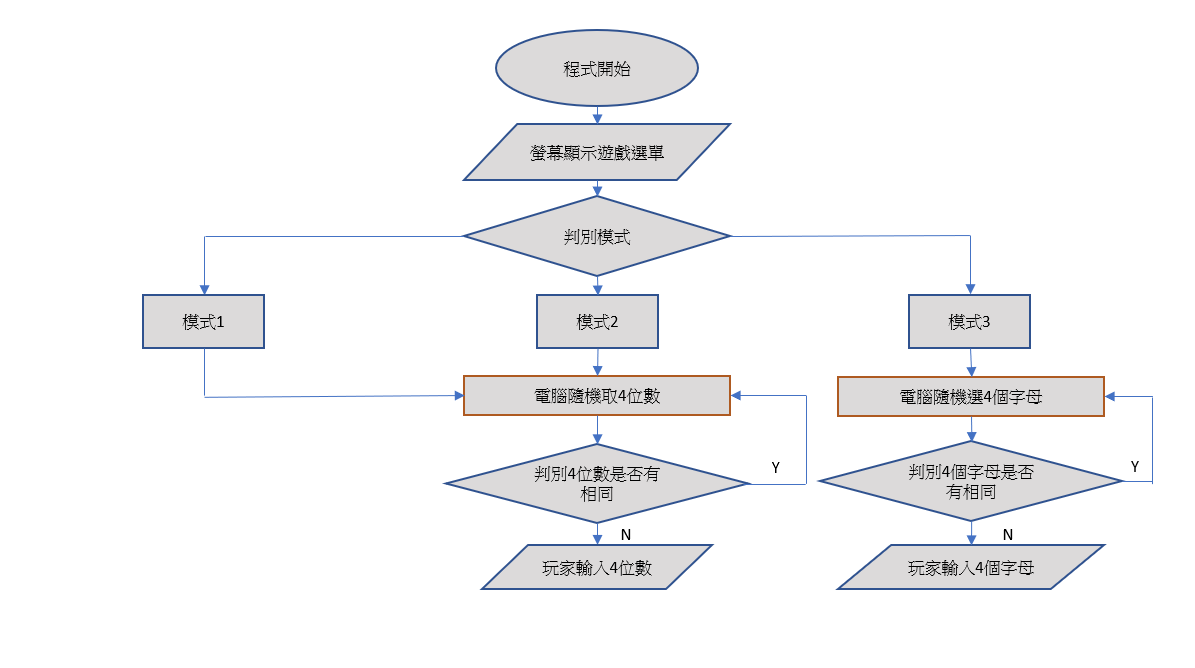 程式開始
螢幕顯示遊戲選單
判別模式
模式1
模式2
模式3
電腦隨機取4位數
電腦隨機選4個字母
判別4位數是否有
相同
Y
判別4個字母是否
有相同
Y
N
N
玩家輸入4位數
玩家輸入4個字母